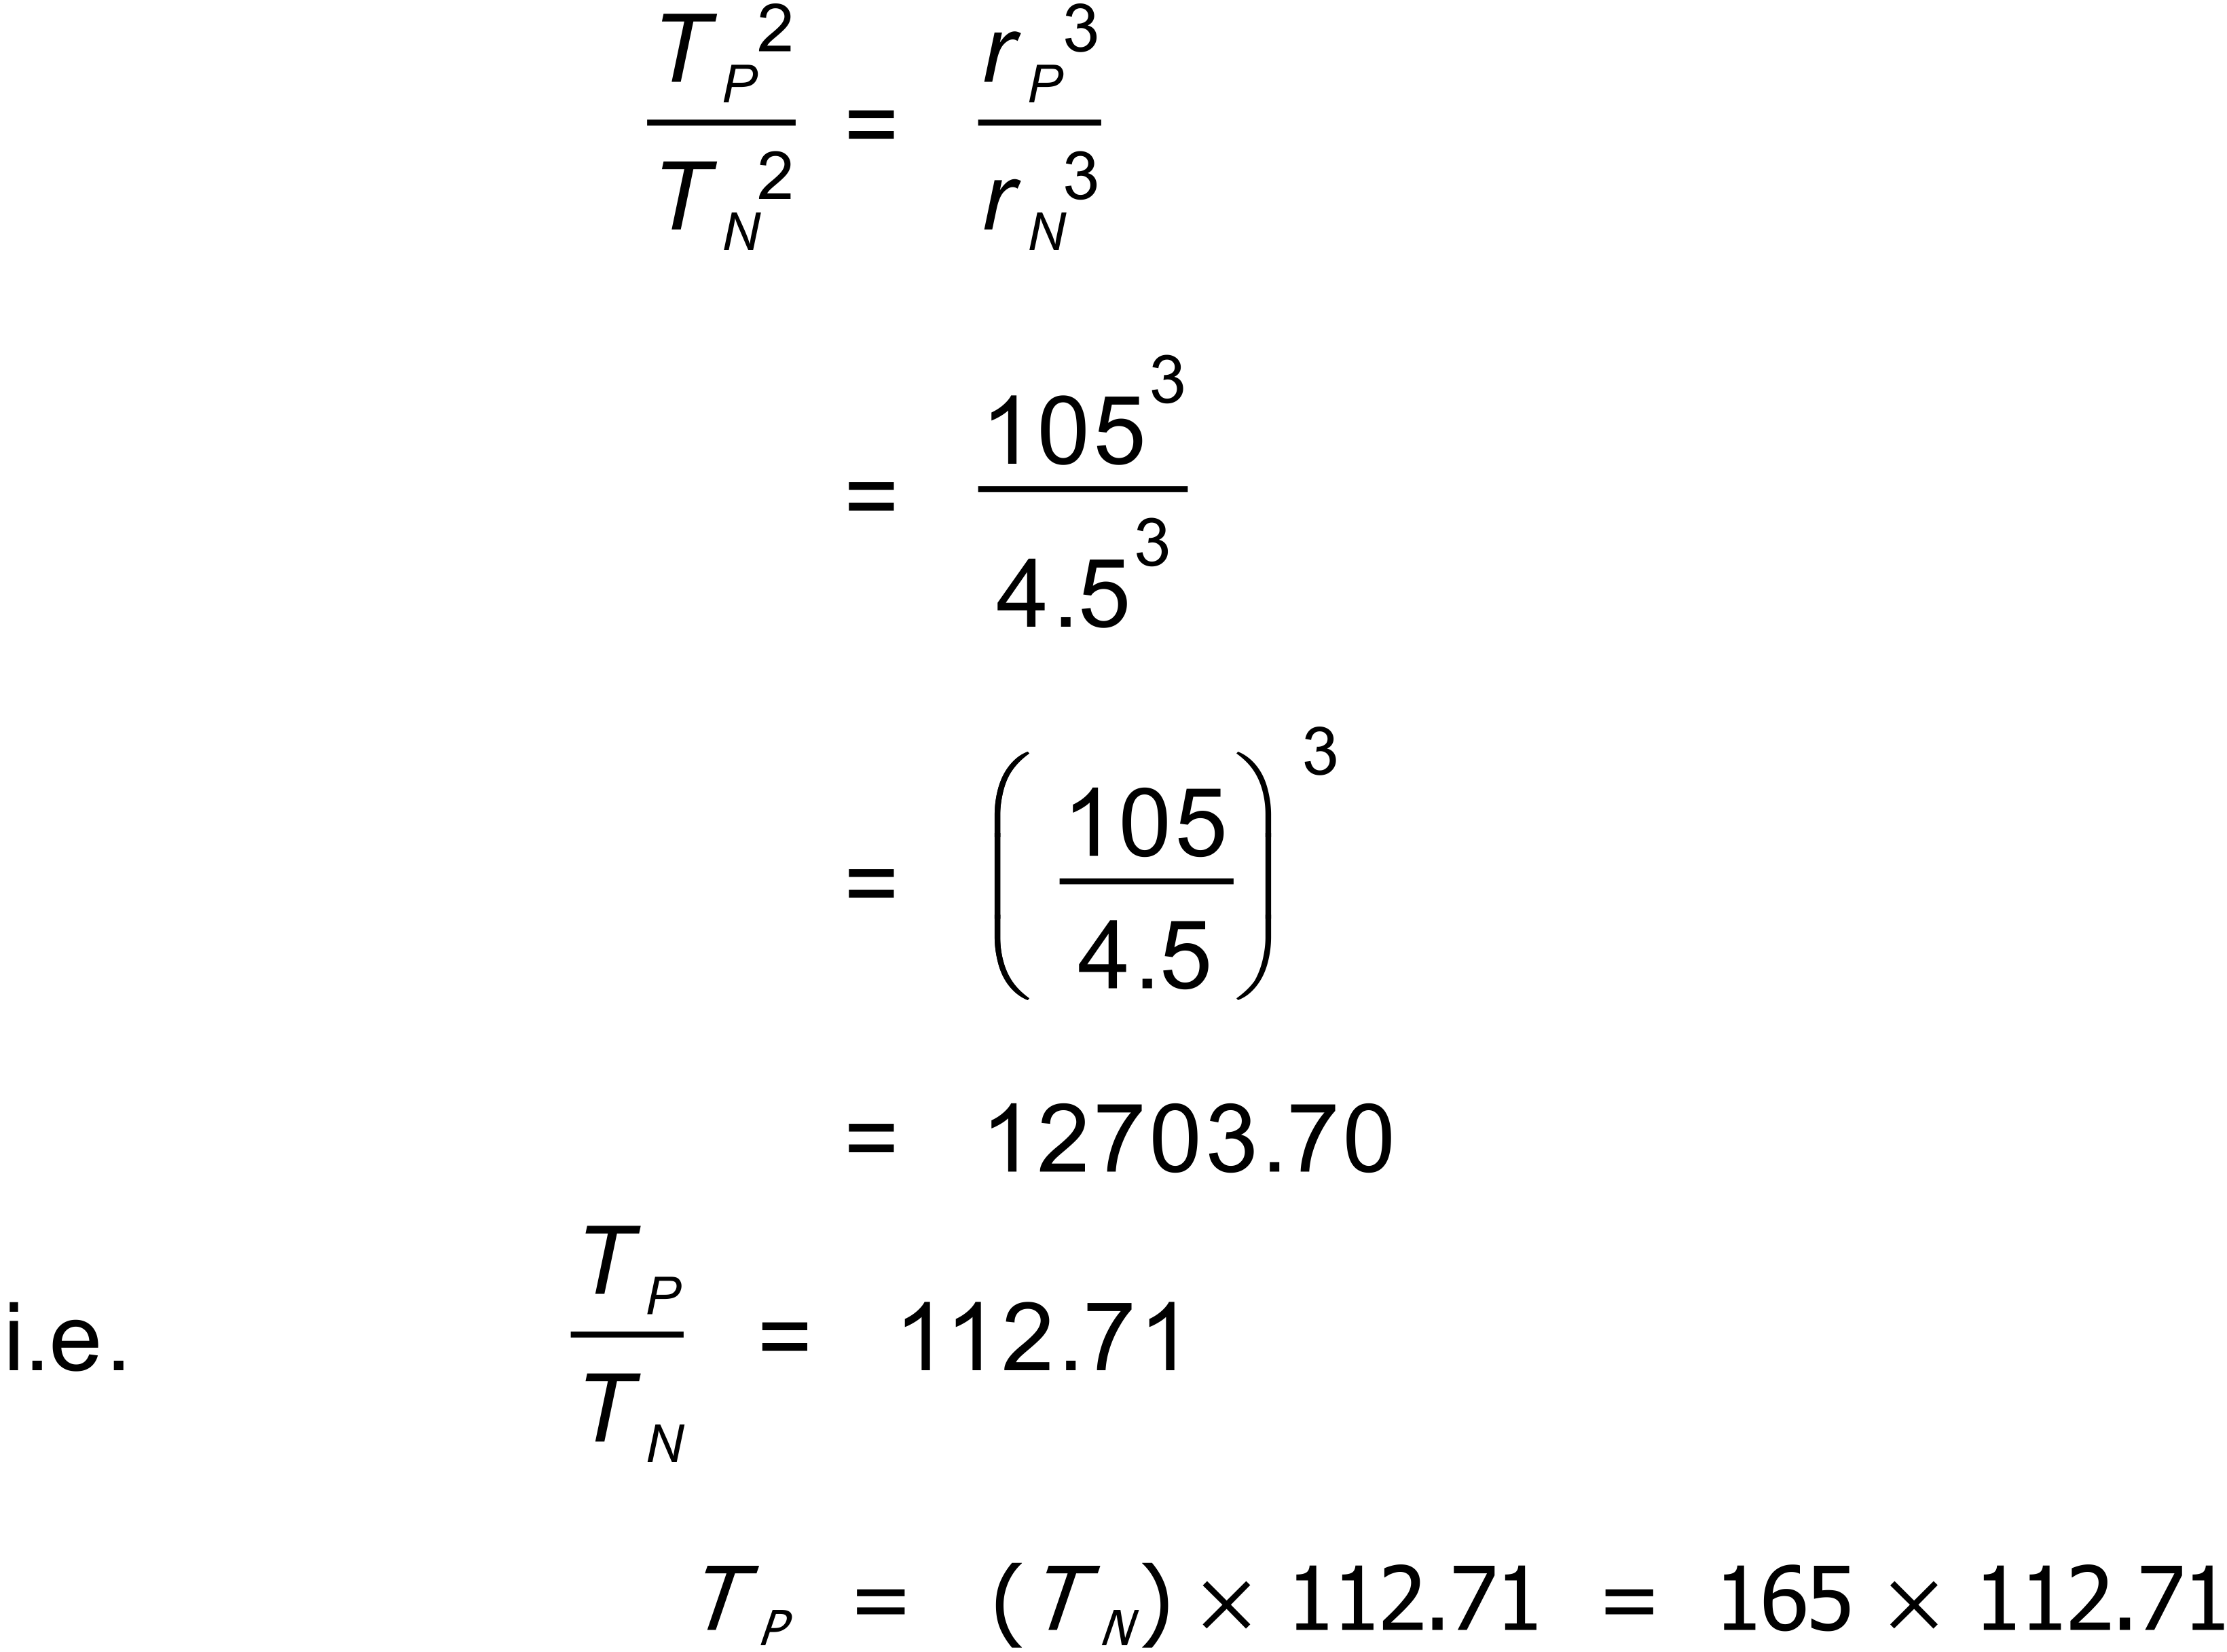 T_P^2 / T_N^2 = r_P^3 / r_N^3
= 105^3 / 4.5^3
= (105 / 4.5)^3
= 12703.70
i.e. T_P / T_N = 112.71
T_P = (T_N) × 112.71 = 165 × 112.71